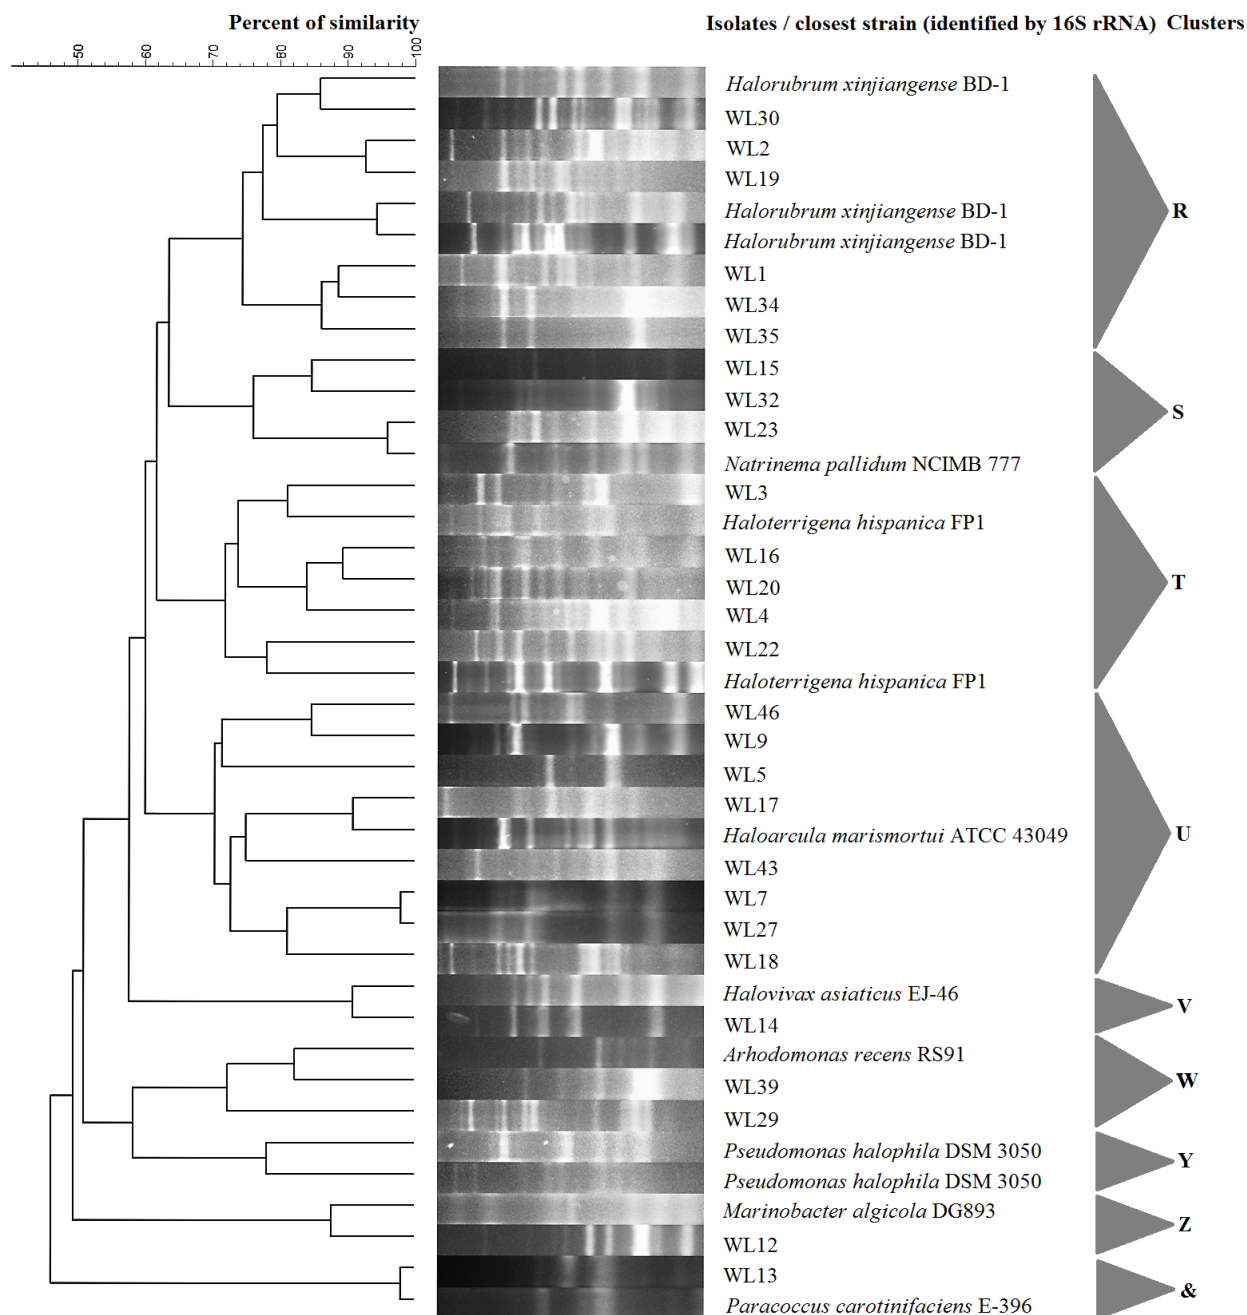 Percent of similarity
Isolates / closest strain (identified by 16S rRNA) Clusters
50 60 70 80 90 100
Halorubrum xinjiangense BD-1
WL30
WL2
WL19
Halorubrum xinjiangense BD-1
R
Halorubrum xinjiangense BD-1
WL1
WL34
WL35
WL15
WL32
S
WL23
Natrinema pallidum NCIMB 777
WL3
Haloterrigena hispanica FP1
WL16
T
WL20
WL4
WL22
Haloterrigena hispanica FP1
WL46
WL9
WL5
WL17
Haloarcula marismortui ATCC 43049
U
WL43
WL7
WL27
WL18
Halovivax asiaticus EJ-46
V
WL14
Arhodomonas recens RS91
W
WL39
WL29
Pseudomonas halophila DSM 3050
Y
Pseudomonas halophila DSM 3050
Marinobacter algicola DG893
Z
WL12
WL13
&
Paracoccus carotinifaciens E-396